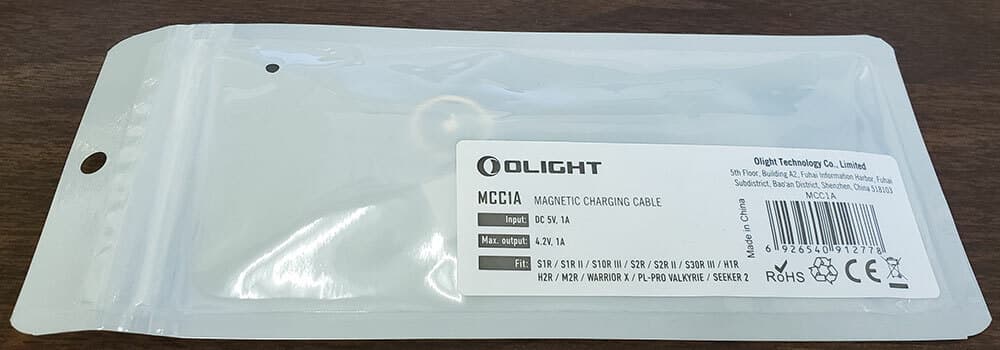 OLIGHT
MCC1A MAGNETIC CHARGING CABLE
Input: DC 5V, 1A
Max. output: 4.2V, 1A
Fit: S1R / S1R II / S10R III / S2R / S2R II / S30R III / H1R
H2R / M2R / WARRIOR X / PL-PRO VALKYRIE / SEEKER 2
Olight Technology Co., Limited
5th Floor, Building A2, Fuhai Information Harbor, Fuhai
Subdistrict, Bao'an District, Shenzhen, China 518103
MCC1A
Made in China
6 926540 912778
RoHS
CE